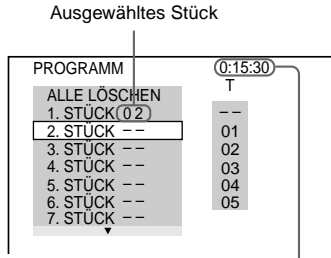 Ausgewähltes Stück
PROGRAMM 0:15:30
T
ALLE LÖSCHEN
1. STÜCK 0 2 – –
2. STÜCK – – 01
3. STÜCK – – 02
4. STÜCK – – 03
5. STÜCK – – 04
6. STÜCK – – 05
7. STÜCK – –